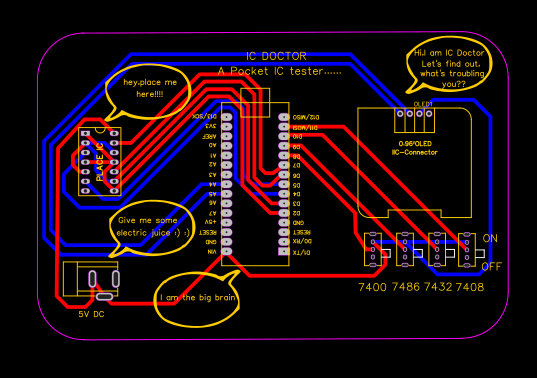 IC DOCTOR
A Pocket IC tester......
hey,place me
here!!!!
Hi,I am IC Doctor
Let's find out,
what's troubling
you??
OLED1
0.96"OLED
IIC-Connector
PLACE IC
D13/SCK
3V3
AREF
A0
A1
A2
A3
A4
A5
A6
A7
+5V
RESET
GND
VIN
D12/MISO
D11/MOSI
D10
D9
D8
D7
D6
D5
D4
D3
D2
GND
RESET
D0/RX
D1/TX
Give me some
electric juice :) :)
I am the big brain
5V DC
ON
OFF
7400 7486 7432 7408